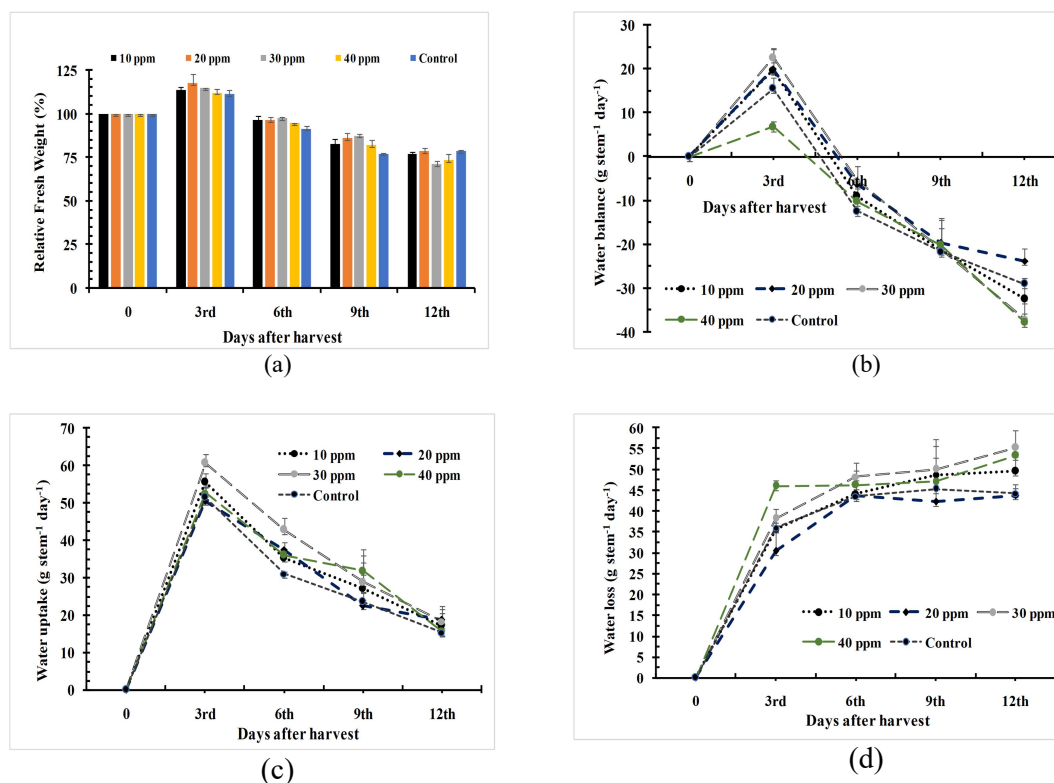 10 ppm 20 ppm 30 ppm 40 ppm Control
Relative Fresh Weight (%)
125
100
75
50
25
0
0 3rd 6th 9th 12th
Days after harvest
(a)
Water balance (g stem⁻¹ day⁻¹)
30
20
10
0
-10
-20
-30
-40
0 3rd 6th 9th 12th
Days after harvest
10 ppm 20 ppm 30 ppm
40 ppm Control
(b)
Water uptake (g stem⁻¹ day⁻¹)
70
60
50
40
30
20
10
0
10 ppm 20 ppm
30 ppm 40 ppm
Control
0 3rd 6th 9th 12th
Days after harvest
(c)
Water loss (g stem⁻¹ day⁻¹)
60
55
50
45
40
35
30
25
20
15
10
5
0
10 ppm 20 ppm 30 ppm
40 ppm Control
0 3rd 6th 9th 12th
Days after harvest
(d)